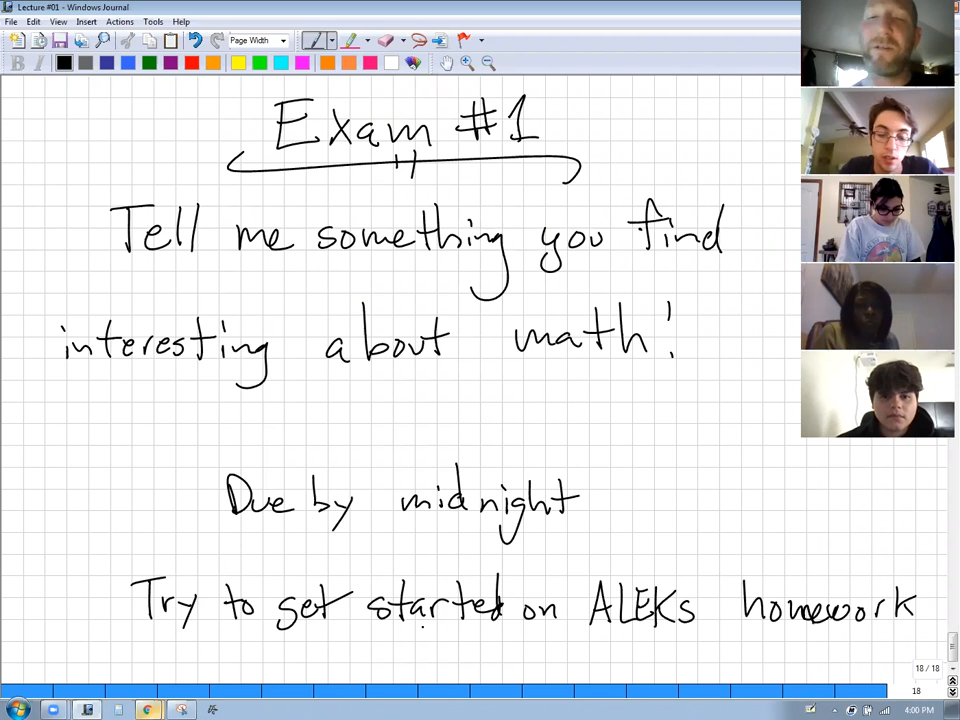 Lecture #01 - Windows Journal
File Edit View Insert Actions Tools Help
Page Width
B I
Exam #1
Tell me something you find
interesting about math!
Due by midnight
Try to get started on ALEKs homework
18 / 18
18
4:00 PM